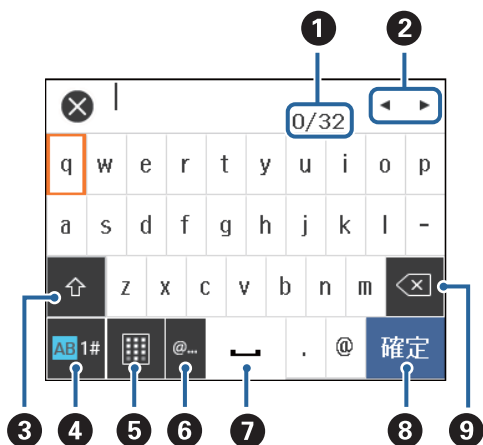 1 2
0/32
q w e r t y u i o p
a s d f g h j k l -
z x c v b n m
AB 1# @... . @ 確定
3 4 5 6 7 8 9